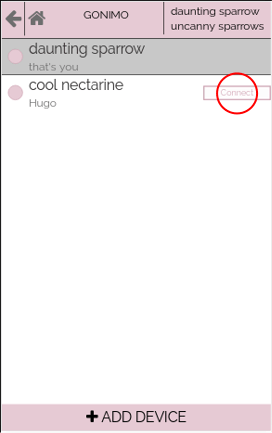 GONIMO
daunting sparrow
uncanny sparrows
daunting sparrow
that's you
cool nectarine
Hugo
Connect
ADD DEVICE